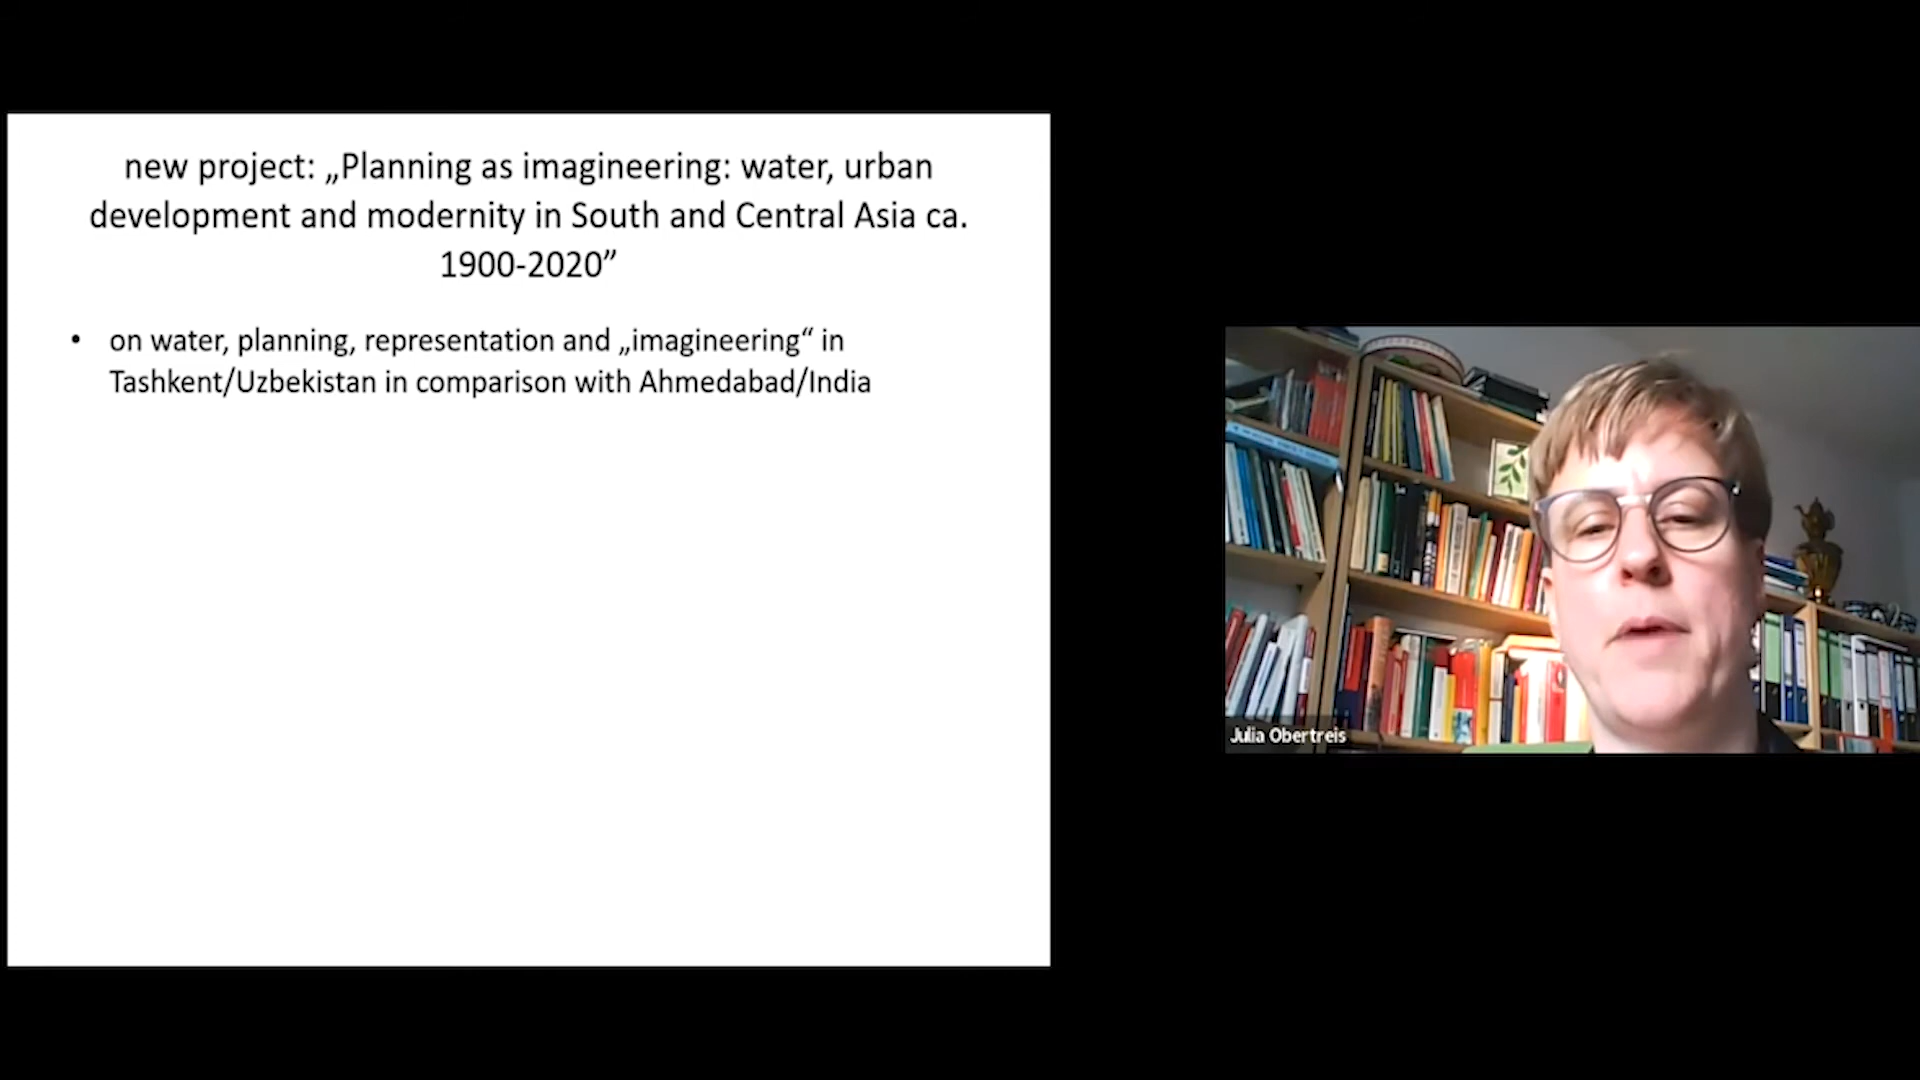 new project: „Planning as imagineering: water, urban
development and modernity in South and Central Asia ca.
1900-2020”
• on water, planning, representation and „imagineering“ in
Tashkent/Uzbekistan in comparison with Ahmedabad/India
Julia Obertreis